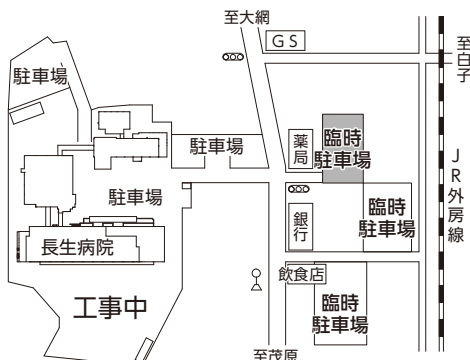 至大網
GS
至白子
駐車場
薬局
臨時
駐車場
JR外房線
駐車場
駐車場
銀行
臨時
駐車場
長生病院
飲食店
工事中
臨時
駐車場
至茂原